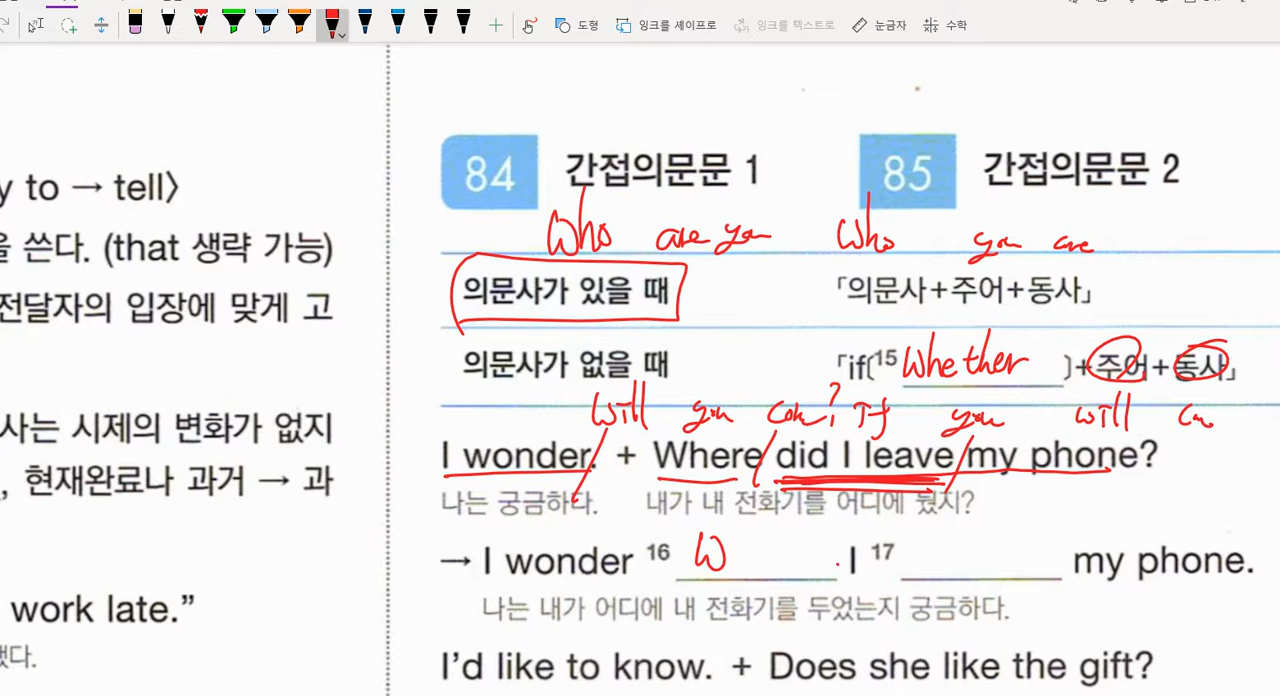 도형 잉크를 셰이프로 잉크를 텍스트로 눈금자 수학
84 간접의문문 1 85 간접의문문 2
y to → tell〉
Who are you Who you are
을 쓴다. (that 생략 가능)
의문사가 있을 때 「의문사+주어+동사」
전달자의 입장에 맞게 고
의문사가 없을 때 「if(15 Whether )+주어+동사」
will you com? If you will co
사는 시제의 변화가 없지
I wonder. + Where did I leave my phone?
, 현재완료나 과거 → 과
나는 궁금하다. 내가 내 전화기를 어디에 뒀지?
→ I wonder 16 W I 17 my phone.
work late.”
나는 내가 어디에 내 전화기를 두었는지 궁금하다.
했다.
I’d like to know. + Does she like the gift?